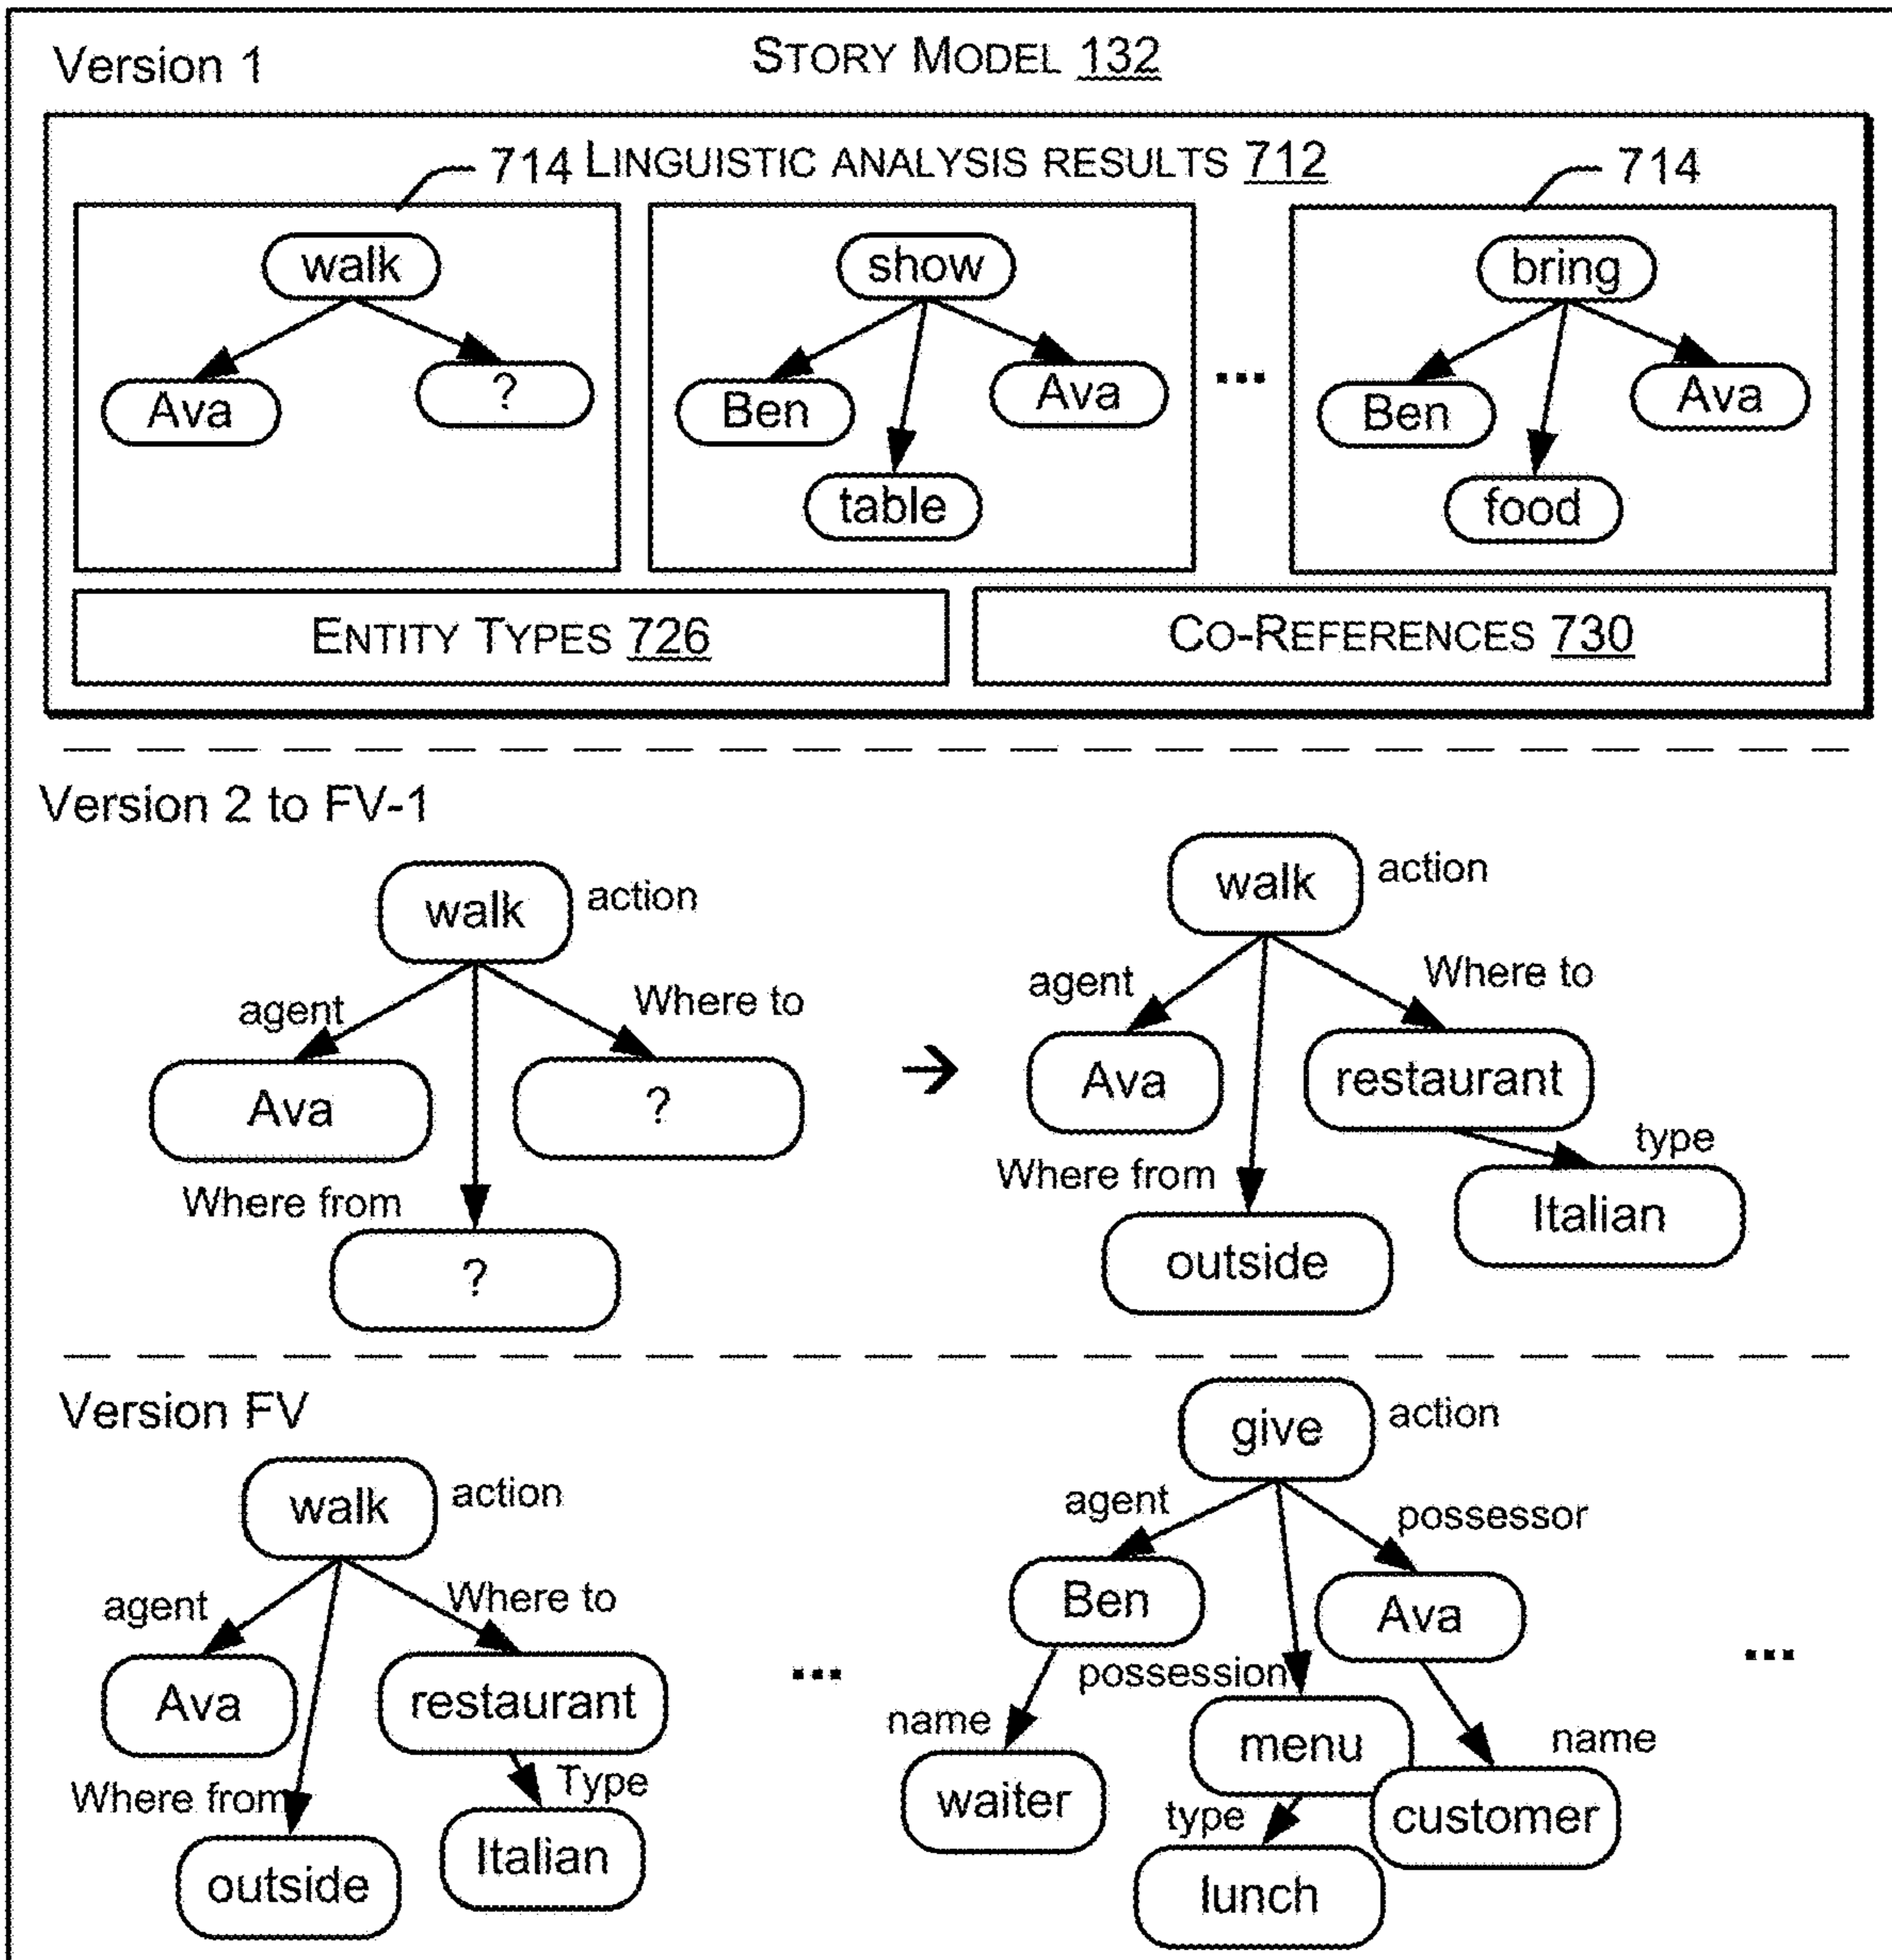 Version 1
STORY MODEL 132
714 LINGUISTIC ANALYSIS RESULTS 712
714
walk
Ava
?
show
Ben
Ava
table
...
bring
Ben
Ava
food
ENTITY TYPES 726
CO-REFERENCES 730
Version 2 to FV-1
walk
action
agent
Where to
Ava
?
Where from
?
→
walk
action
agent
Where to
Ava
restaurant
type
Where from
Italian
outside
Version FV
walk
action
agent
Where to
Ava
restaurant
Where from
Type
outside
Italian
...
give
action
agent
possessor
Ben
Ava
possession
name
menu
name
waiter
type
customer
lunch
...